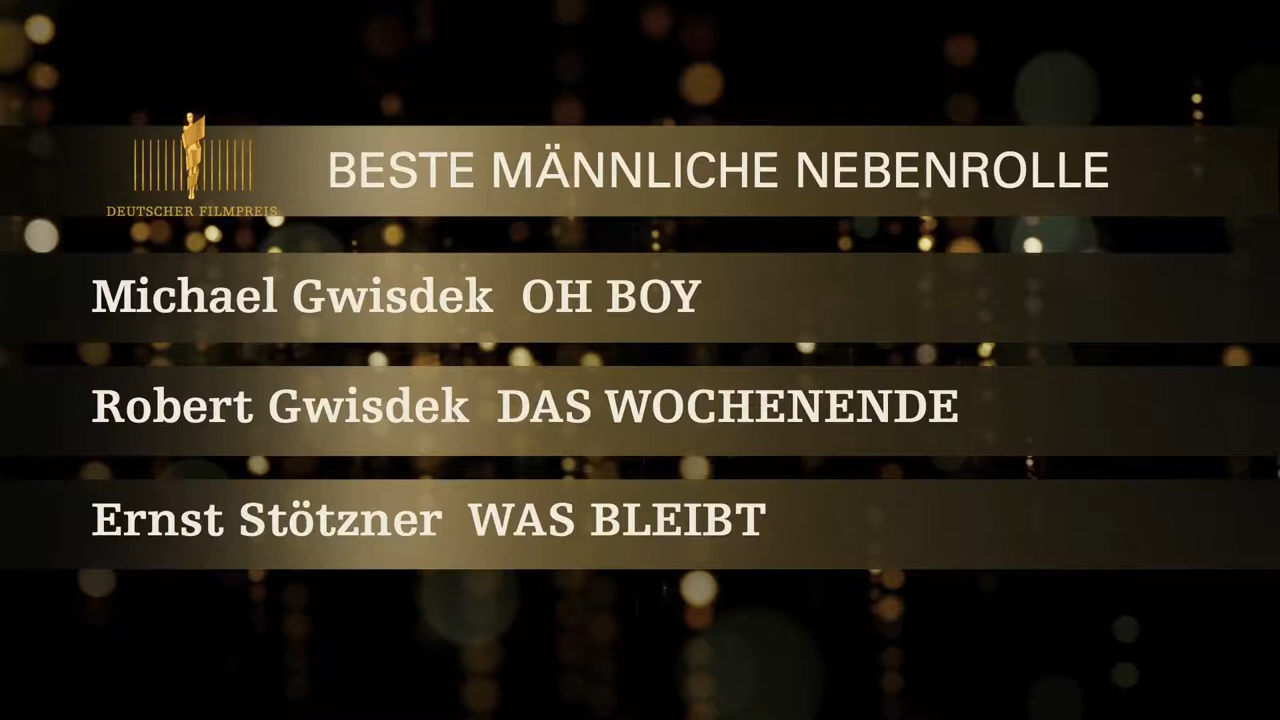 BESTE MÄNNLICHE NEBENROLLE
DEUTSCHER FILMPREIS
Michael Gwisdek OH BOY
Robert Gwisdek DAS WOCHENENDE
Ernst Stötzner WAS BLEIBT